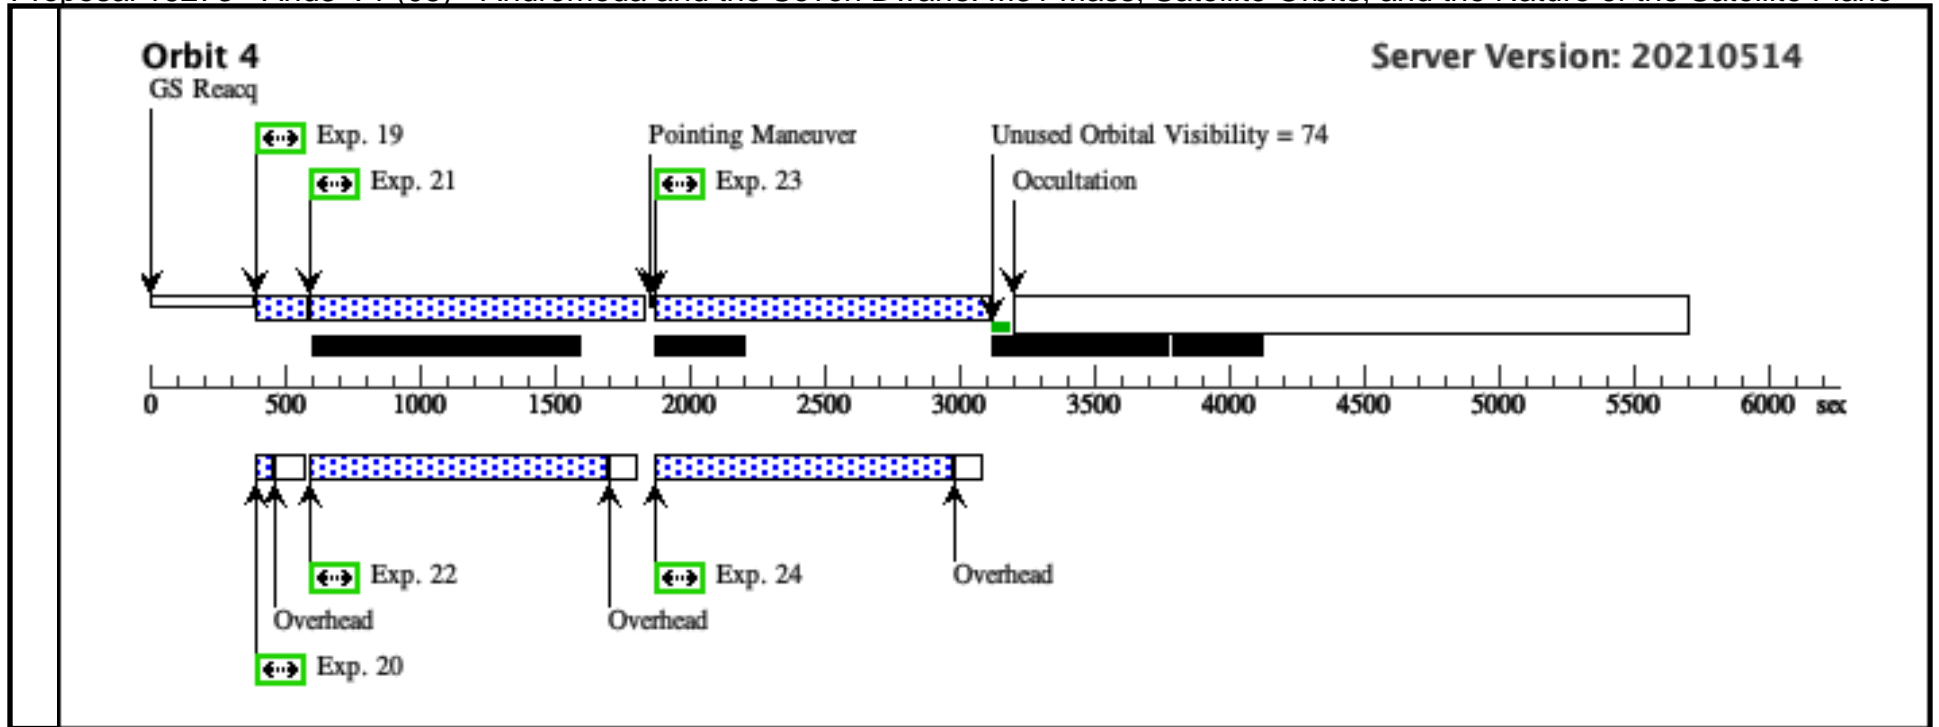 Orbit 4
Server Version: 20210514
GS Reacq
Exp. 19
Pointing Maneuver
Unused Orbital Visibility = 74
Exp. 21
Exp. 23
Occultation
0 500 1000 1500 2000 2500 3000 3500 4000 4500 5000 5500 6000 sec
Exp. 22
Exp. 24
Overhead
Overhead
Overhead
Exp. 20